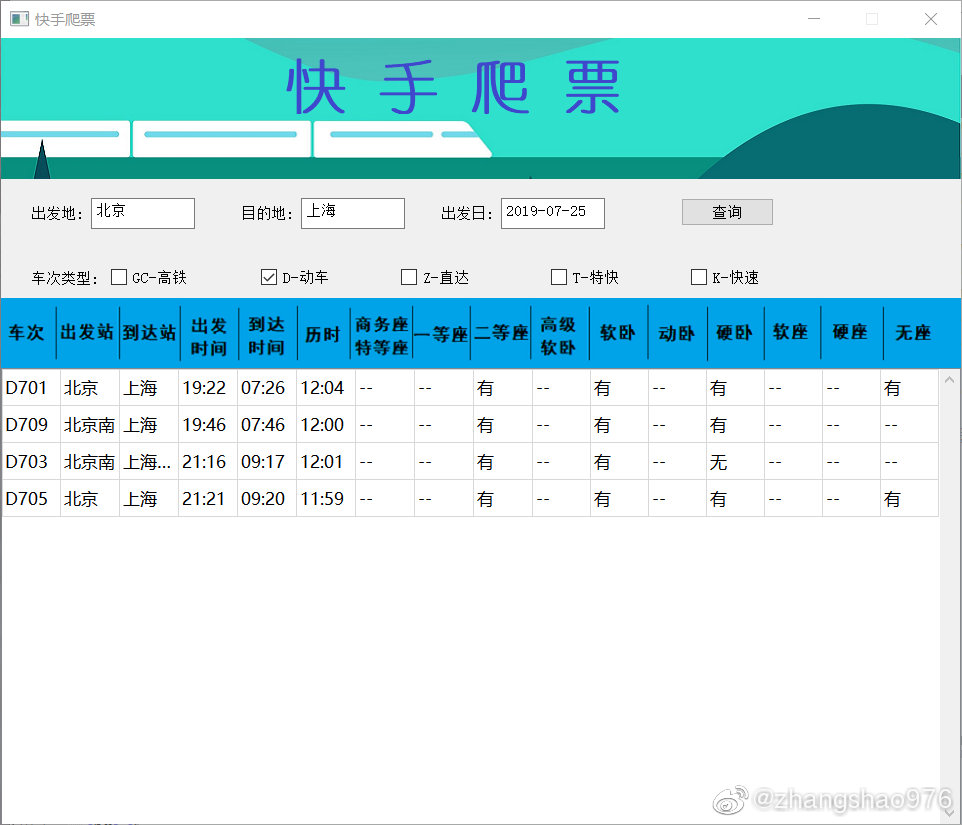 快手爬票
快手爬票
出发地： 北京 目的地： 上海 出发日： 2019-07-25 查询
车次类型： GC-高铁 D-动车 Z-直达 T-特快 K-快速
车次 出发站 到达站 出发时间 到达时间 历时 商务座特等座 一等座 二等座 高级软卧 软卧 动卧 硬卧 软座 硬座 无座
D701 北京 上海 19:22 07:26 12:04 -- -- 有 -- 有 -- 有 -- -- 有
D709 北京南 上海 19:46 07:46 12:00 -- -- 有 -- 有 -- 有 -- -- --
D703 北京南 上海... 21:16 09:17 12:01 -- -- 有 -- 有 -- 无 -- -- --
D705 北京 上海 21:21 09:20 11:59 -- -- 有 -- 有 -- 有 -- -- 有
@zhangshao976